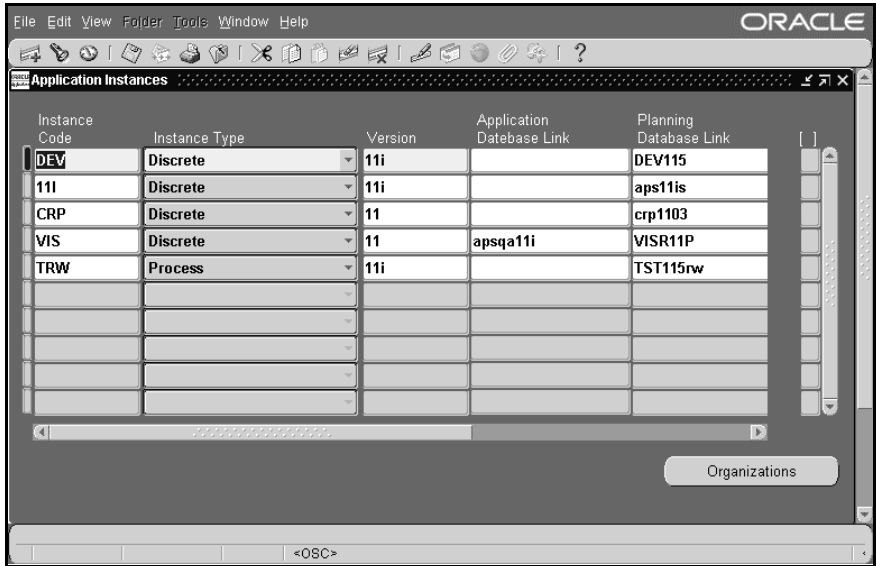 File Edit View Folder Tools Window Help
ORACLE
?
Application Instances
Instance Code Instance Type Version Application Datebase Link Planning Database Link [ ]
DEV Discrete 11i DEV115
11I Discrete 11i aps11is
CRP Discrete 11 crp1103
VIS Discrete 11 apsqa11i VISR11P
TRW Process 11i TST115rw
Organizations
<OSC>